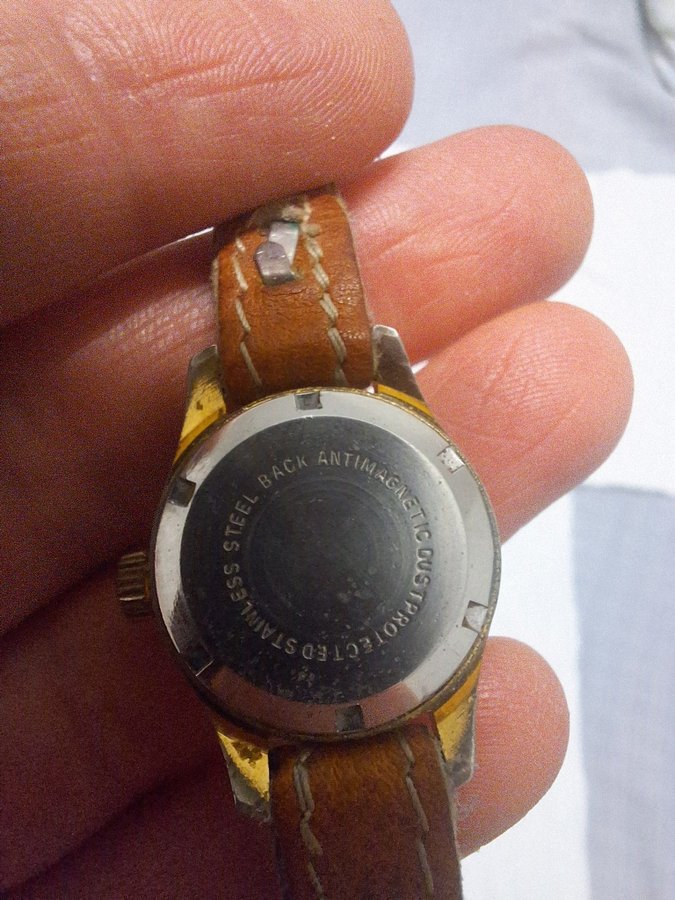 STAINLESS STEEL BACK ANTIMAGNETIC DUSTPROTECTED